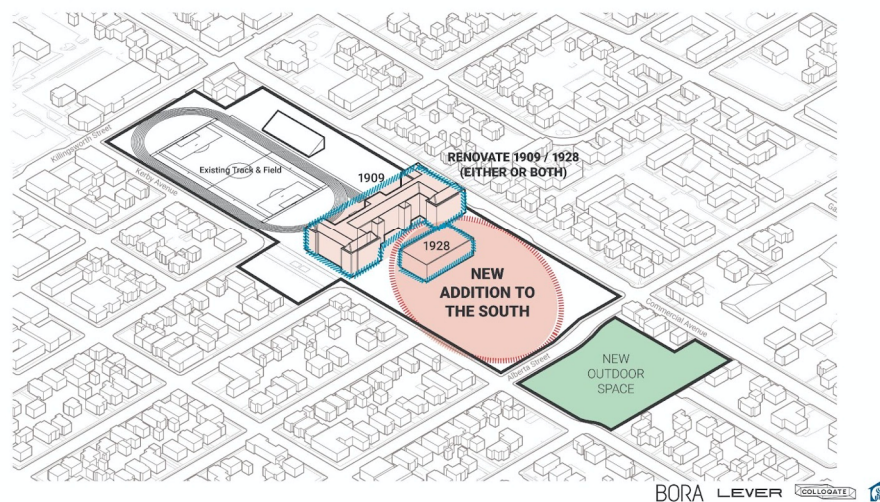 Killingsworth Street
Kerby Avenue
Existing Track & Field
1909
RENOVATE 1909 / 1928
(EITHER OR BOTH)
1928
NEW
ADDITION TO
THE SOUTH
Commercial Avenue
Alberta Street
NEW
OUTDOOR
SPACE
BORA LEVER COLLOQATE